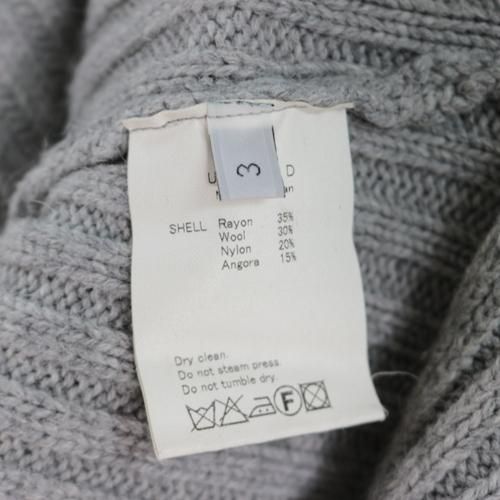 3
SHELL Rayon 35%
Wool 30%
Nylon 20%
Angora 15%
Dry clean.
Do not steam press.
Do not tumble dry.
F